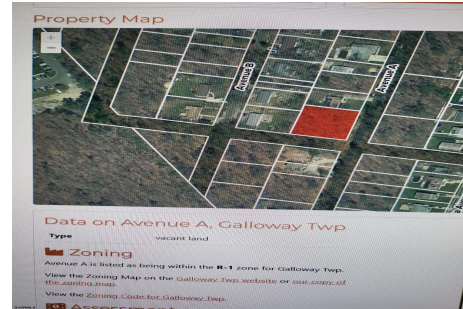 Property Map
+
−
Avenue B
Avenue A
Data on Avenue A, Galloway Twp
Type vacant land
Zoning
Avenue A is listed as being within the R-1 zone for Galloway Twp.
View the Zoning Map on the Galloway Twp website or our copy of
the zoning map.
View the Zoning Code for Galloway Twp.
Assessment